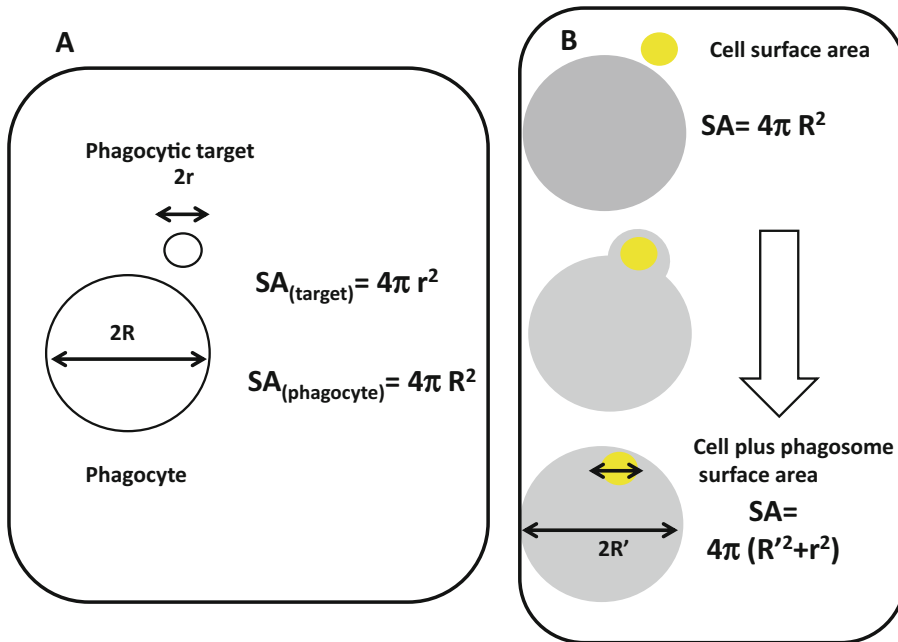 A
Phagocytic target
2r
2R
SA(target)= 4π r²
SA(phagocyte)= 4π R²
Phagocyte
B
Cell surface area
SA= 4π R²
Cell plus phagosome
surface area
SA=
4π (R’²+r²)
2R’